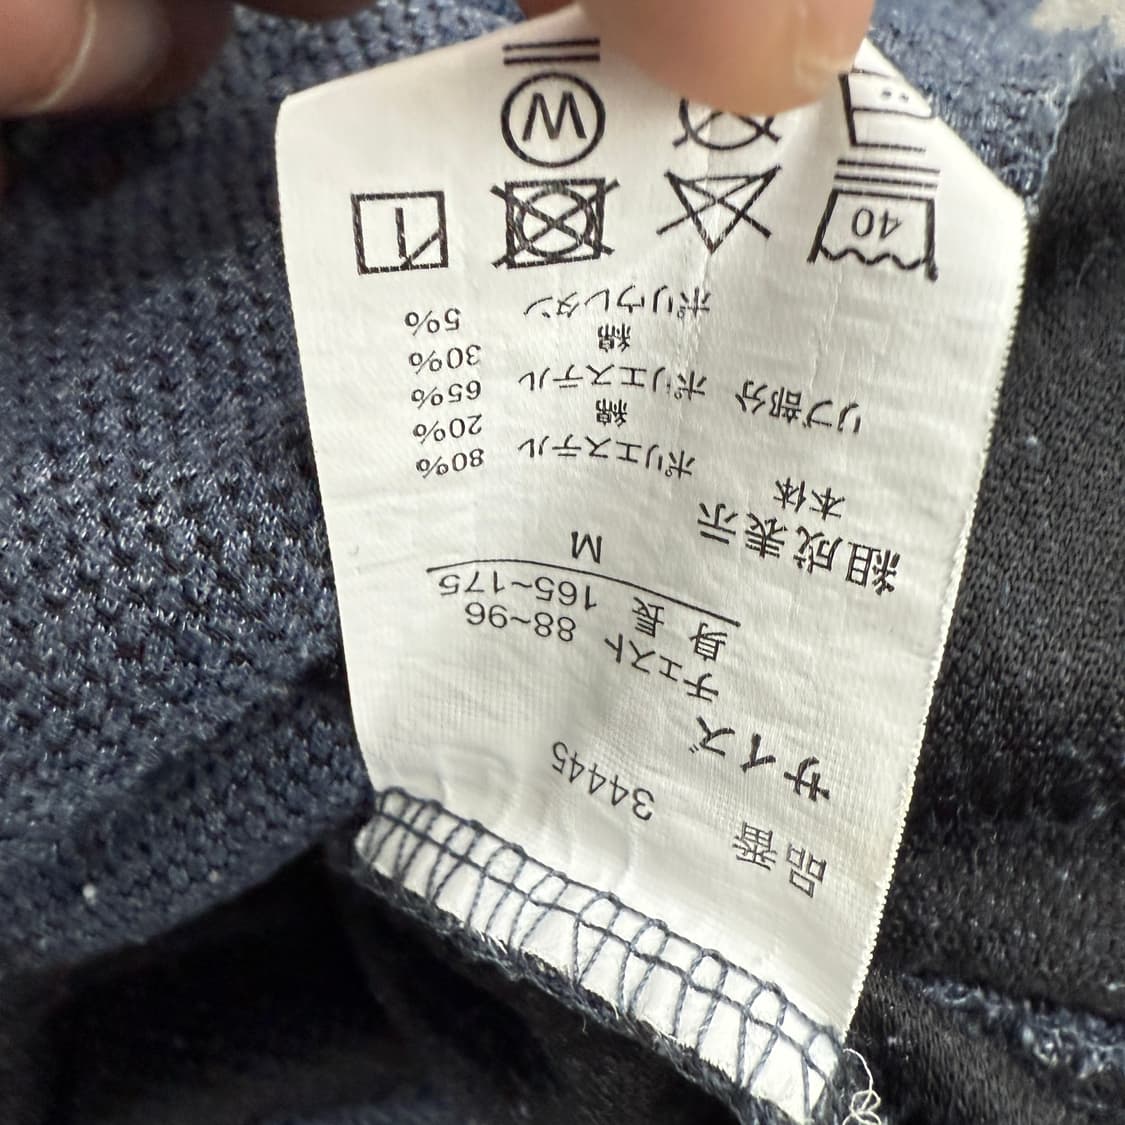 品番 34445
サイズ
チェスト 88~96
身長 165~175
M
組成表示
本体 ポリエステル 80%
綿 20%
リブ部分 ポリエステル 65%
綿 30%
ポリウレタン 5%
40
W